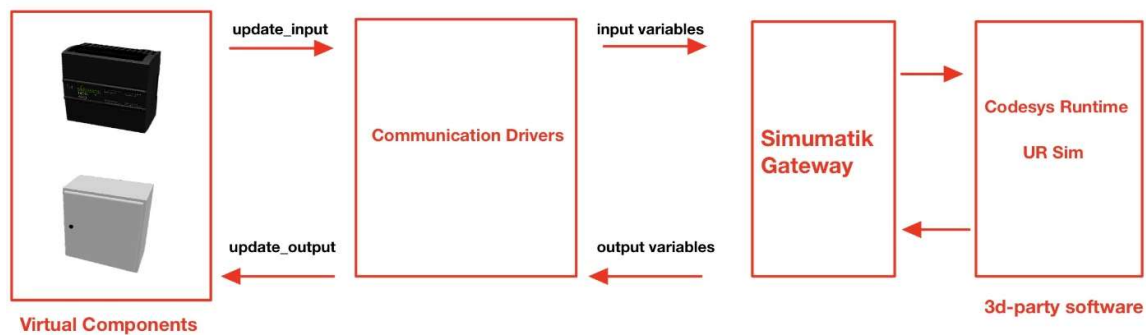 update_input
input variables
Communication Drivers
Simumatik
Gateway
Codesys Runtime
UR Sim
update_output
output variables
Virtual Components
3d-party software